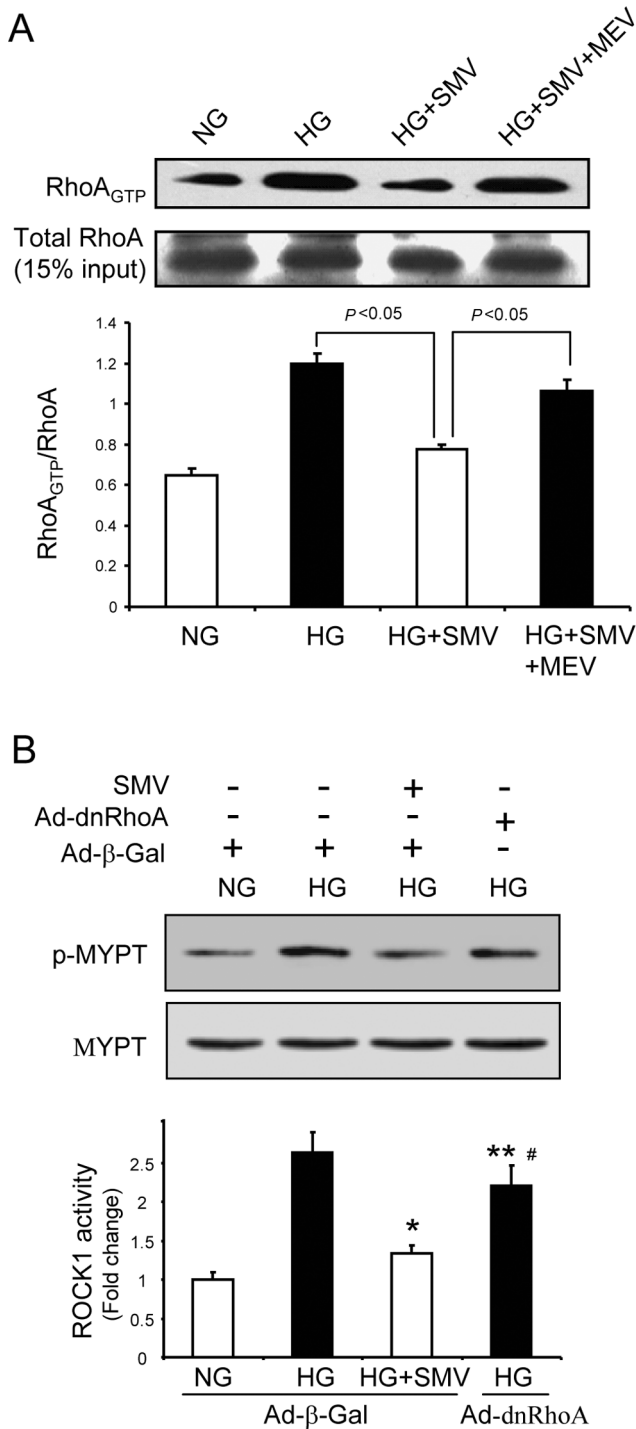 A
NG HG HG+SMV HG+SMV+MEV
RhoAGTP
Total RhoA
(15% input)
P<0.05 P<0.05
1.4
1.2
1
0.8
0.6
0.4
0.2
0
RhoAGTP/RhoA
NG HG HG+SMV HG+SMV
+MEV
B
SMV - - + -
Ad-dnRhoA - - - +
Ad-β-Gal + + + -
NG HG HG HG
p-MYPT
MYPT
2.5
2
1.5
1
0.5
0
ROCK1 activity
(Fold change)
*
** #
NG HG HG+SMV HG
Ad-β-Gal Ad-dnRhoA